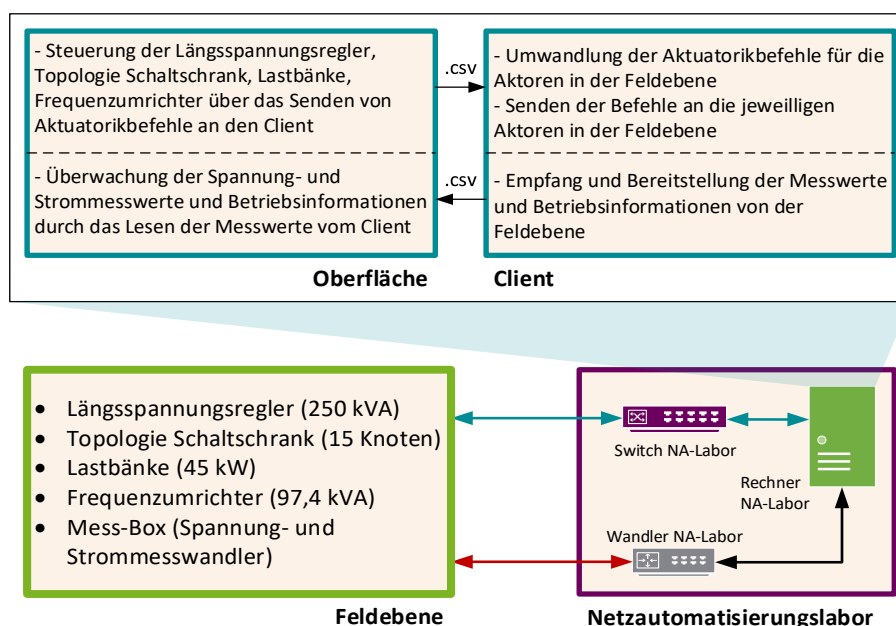 - Steuerung der Längsspannungsregler,
Topologie Schaltschrank, Lastbänke,
Frequenzumrichter über das Senden von
Aktuatorikbefehle an den Client
- Überwachung der Spannung- und
Strommesswerte und Betriebsinformationen
durch das Lesen der Messwerte vom Client
.csv
.csv
- Umwandlung der Aktuatorikbefehle für die
Aktoren in der Feldebene
- Senden der Befehle an die jeweilligen
Aktoren in der Feldebene
- Empfang und Bereitstellung der Messwerte
und Betriebsinformationen von der
Feldebene
Oberfläche
Client
• Längsspannungsregler (250 kVA)
• Topologie Schaltschrank (15 Knoten)
• Lastbänke (45 kW)
• Frequenzumrichter (97,4 kVA)
• Mess-Box (Spannung- und
Strommesswandler)
Feldebene
Switch NA-Labor
Rechner
NA-Labor
Wandler NA-Labor
Netzautomatisierungslabor